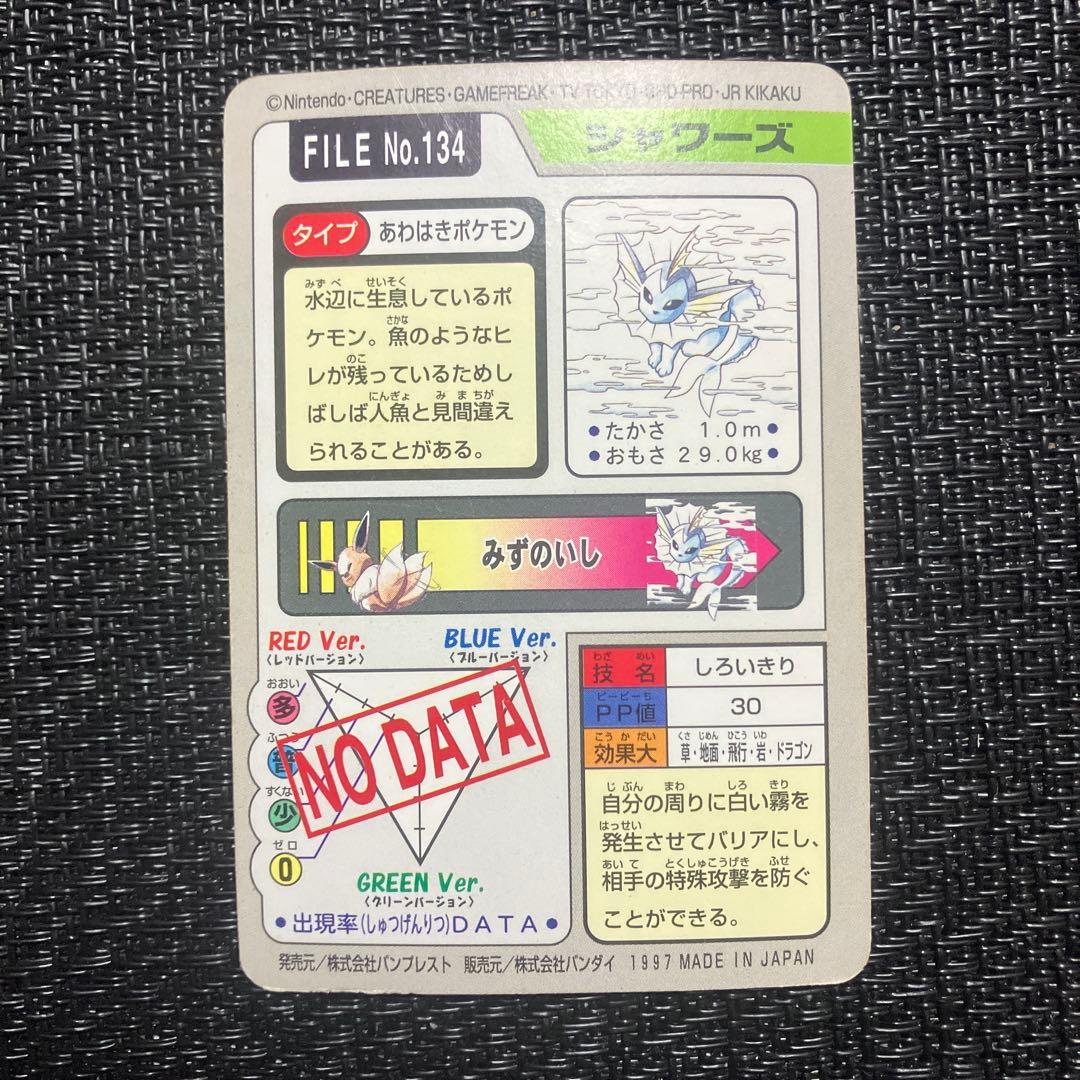 ©Nintendo・CREATURES・GAMEFREAK・TV TOKYO・SHO-PRO・JR KIKAKU
FILE No.134
シャワーズ
タイプ
あわはきポケモン
みずべ せいそく
水辺に生息しているポ
さかな
ケモン。魚のようなヒ
のこ
レが残っているためし
にんぎょ み まちが
ばしば人魚と見間違え
られることがある。
●たかさ 1.0m●
●おもさ 29.0kg●
みずのいし
RED Ver.
〈レッドバージョン〉
BLUE Ver.
〈ブルーバージョン〉
おおい
多
ふつう
普
すくない
少
ゼロ
0
NO DATA
GREEN Ver.
〈グリーンバージョン〉
●出現率(しゅつげんりつ)DATA●
わざ めい
技名
しろいきり
ピーピーち
PP値
30
こうかだい
効果大
くさ じめん ひこう いわ
草・地面・飛行・岩・ドラゴン
じぶん まわ しろ きり
自分の周りに白い霧を
はっせい
発生させてバリアにし、
あいて とくしゅこうげき ふせ
相手の特殊攻撃を防ぐ
ことができる。
発売元/株式会社バンプレスト 販売元/株式会社バンダイ 1997 MADE IN JAPAN